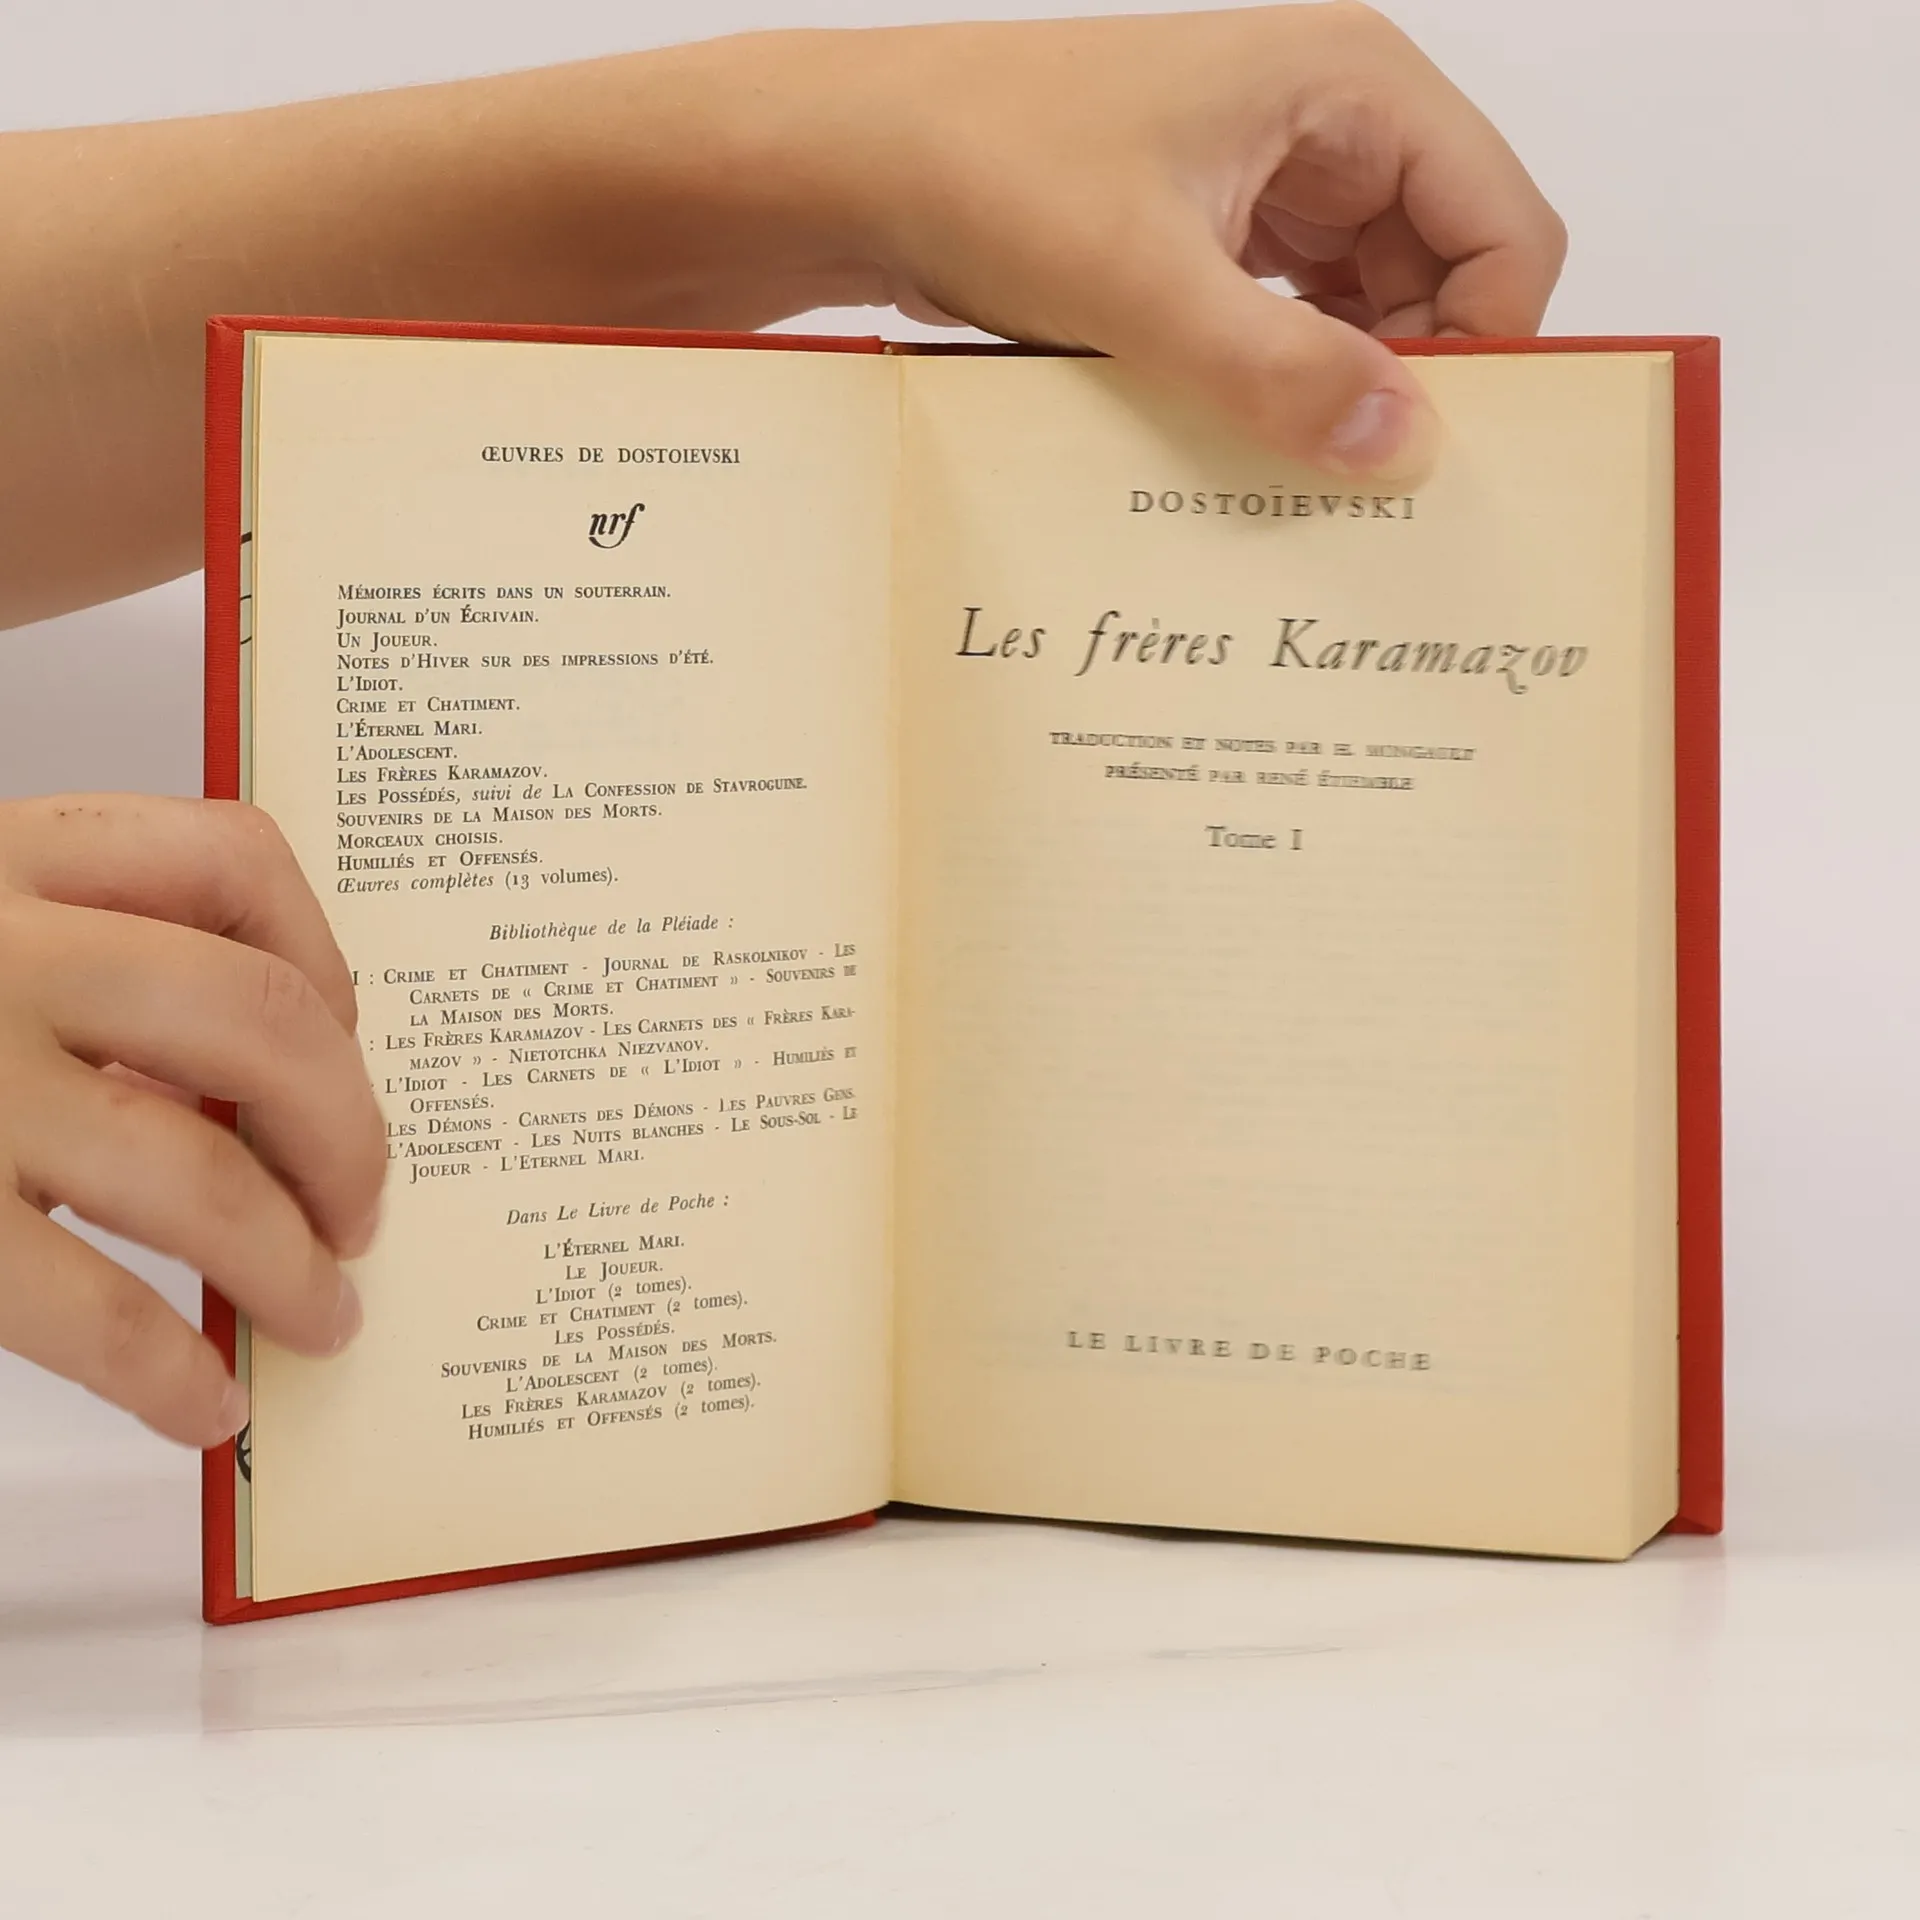 ŒUVRES DE DOSTOIEVSKI
nrf
MÉMOIRES ÉCRITS DANS UN SOUTERRAIN.
JOURNAL D'UN ÉCRIVAIN.
UN JOUEUR.
NOTES D'HIVER SUR DES IMPRESSIONS D'ÉTÉ.
L'IDIOT.
CRIME ET CHATIMENT.
L'ÉTERNEL MARI.
L'ADOLESCENT.
LES FRÈRES KARAMAZOV.
LES POSSÉDÉS, suivi de LA CONFESSION DE STAVROGUINE.
SOUVENIRS DE LA MAISON DES MORTS.
MORCEAUX CHOISIS.
HUMILIÉS ET OFFENSÉS.
Œuvres complètes (13 volumes).
Bibliothèque de la Pléiade :
I : CRIME ET CHATIMENT - JOURNAL DE RASKOLNIKOV - LES
CARNETS DE « CRIME ET CHATIMENT » - SOUVENIRS DE
LA MAISON DES MORTS.
: LES FRÈRES KARAMAZOV - LES CARNETS DES « FRÈRES KARA-
MAZOV » - NIETOTCHKA NIEZVANOV.
: L'IDIOT - LES CARNETS DE « L'IDIOT » - HUMILIÉS ET
OFFENSÉS.
LES DÉMONS - CARNETS DES DÉMONS - LES PAUVRES GENS.
L'ADOLESCENT - LES NUITS BLANCHES - LE SOUS-SOL - LE
JOUEUR - L'ETERNEL MARI.
Dans Le Livre de Poche :
L'ÉTERNEL MARI.
LE JOUEUR.
L'IDIOT (2 tomes).
CRIME ET CHATIMENT (2 tomes).
LES POSSÉDÉS.
SOUVENIRS DE LA MAISON DES MORTS.
L'ADOLESCENT (2 tomes).
LES FRÈRES KARAMAZOV (2 tomes).
HUMILIÉS ET OFFENSÉS (2 tomes).
DOSTOÏEVSKI
Les frères Karamazov
TRADUCTION ET NOTES PAR H. MONGAULT
PRÉSENTÉ PAR RENÉ ÉTIEMBLE
Tome I
LE LIVRE DE POCHE